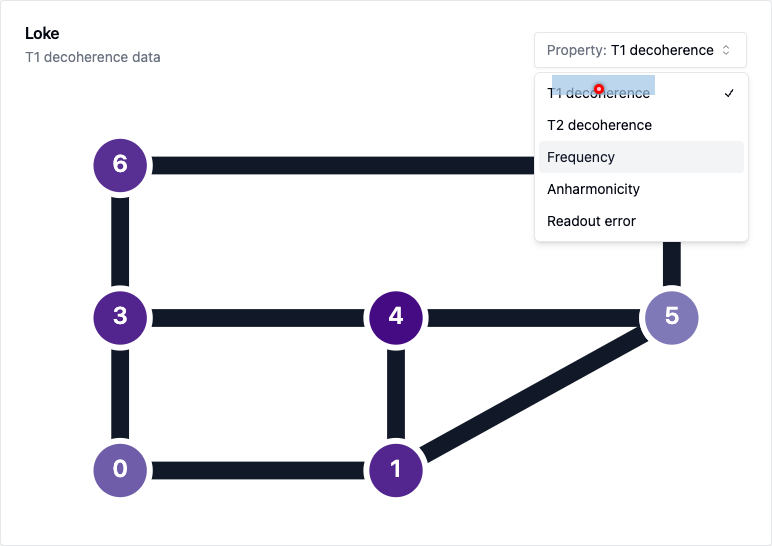 Loke
T1 decoherence data
Property: T1 decoherence
T1 decoherence
T2 decoherence
Frequency
Anharmonicity
Readout error
6
3
4
5
0
1